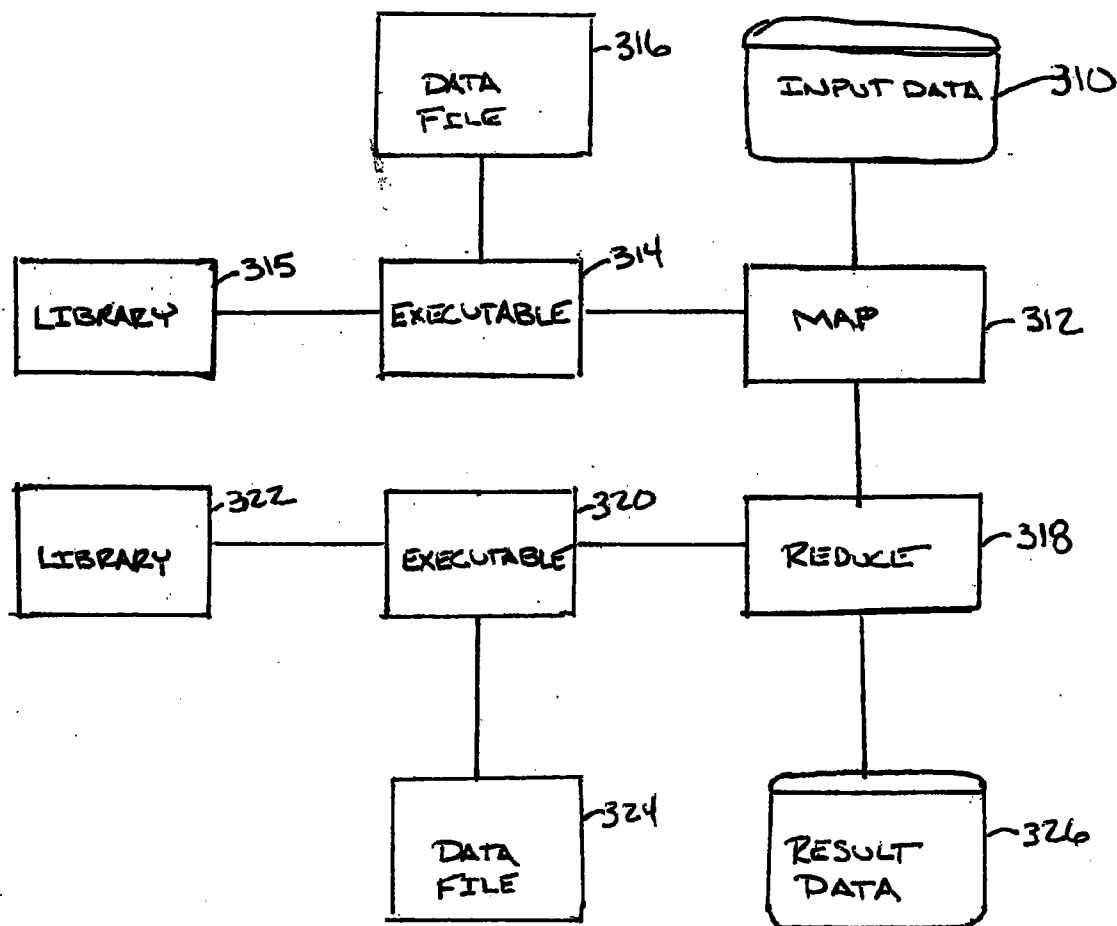 316
DATA
FILE
INPUT DATA
310
315
LIBRARY
314
EXECUTABLE
MAP
312
322
LIBRARY
320
EXECUTABLE
REDUCE
318
324
DATA
FILE
RESULT
DATA
326